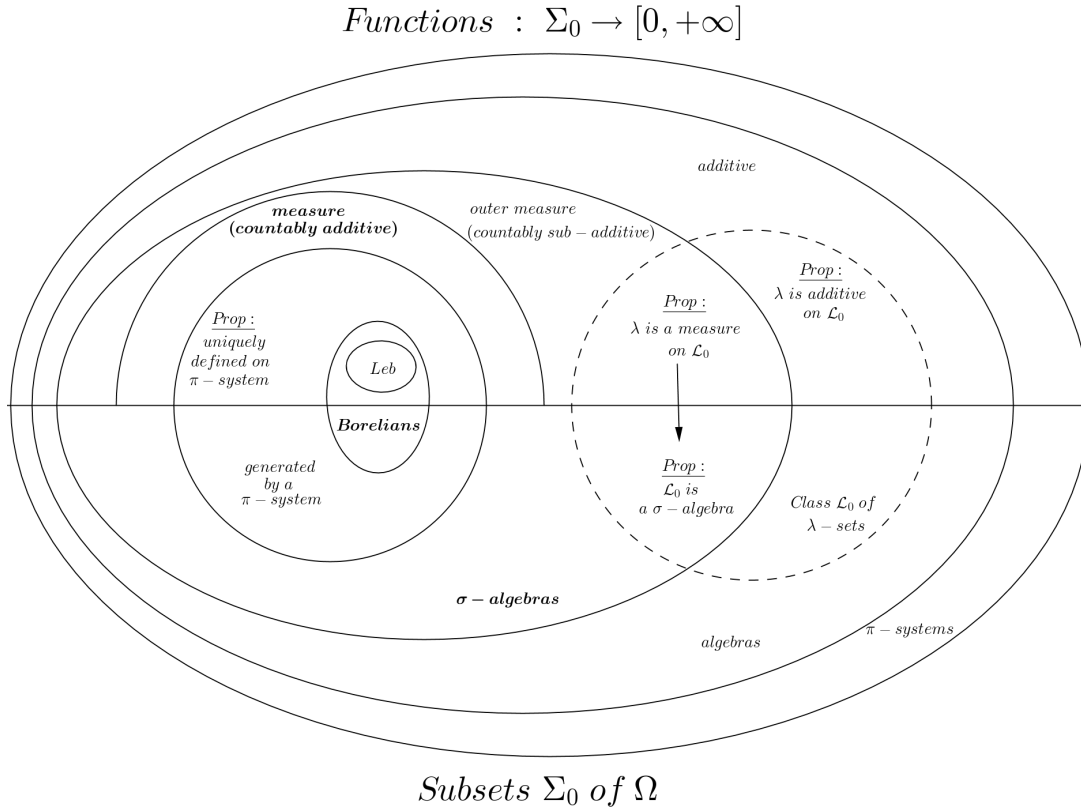 Functions : Σ₀ → [0, +∞]
additive
measure
(countably additive)
outer measure
(countably sub − additive)
Prop :
λ is additive
on ℒ₀
Prop :
λ is a measure
on ℒ₀
Prop :
uniquely
defined on
π − system
Leb
Borelians
generated
by a
π − system
Prop :
ℒ₀ is
a σ − algebra
Class ℒ₀ of
λ − sets
σ − algebras
algebras
π − systems
Subsets Σ₀ of Ω